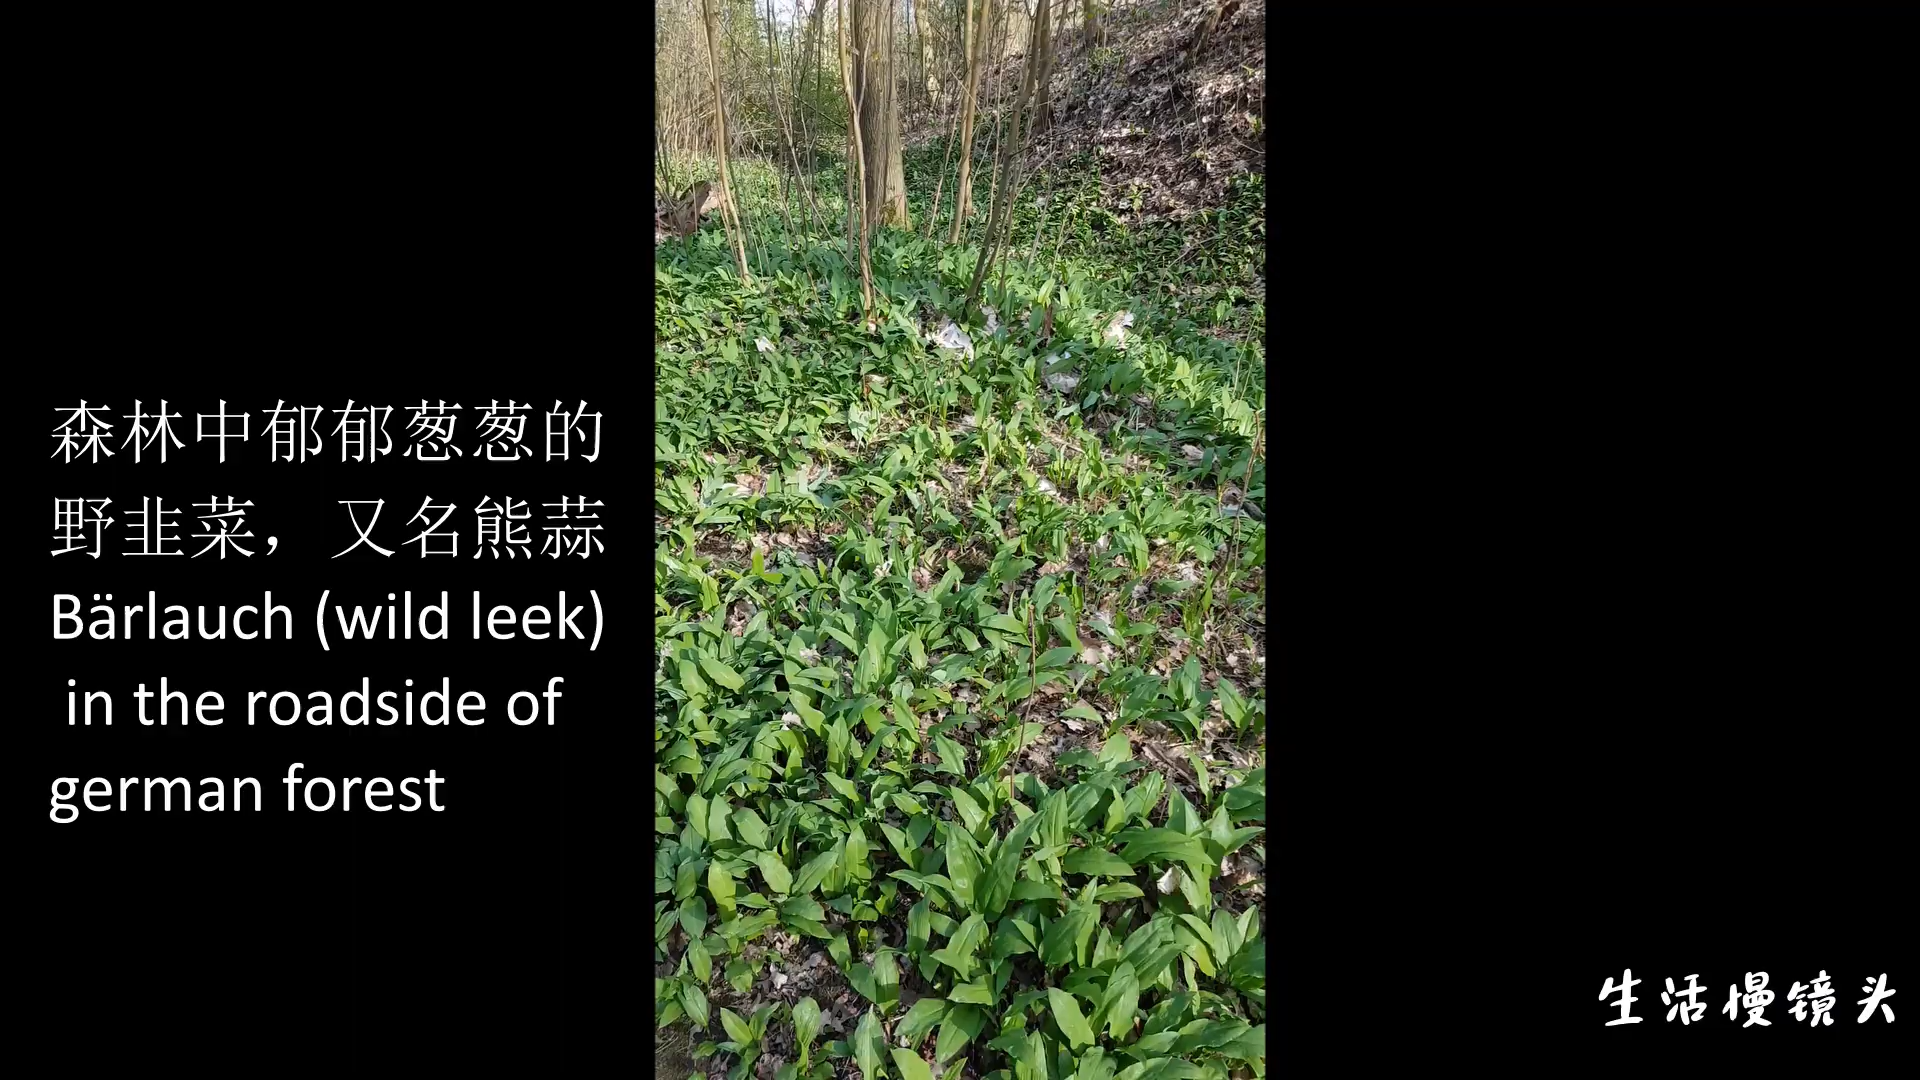 森林中郁郁葱葱的
野韭菜，又名熊蒜
Bärlauch (wild leek)
in the roadside of
german forest
生活慢镜头